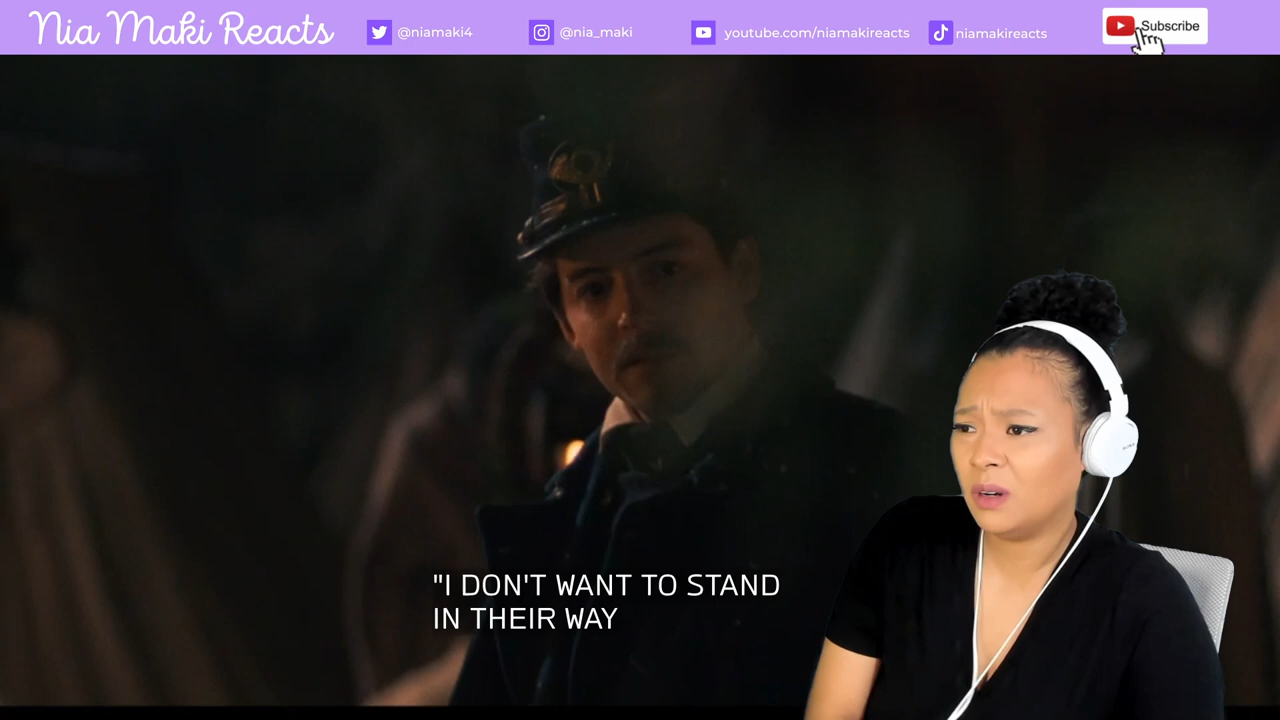 Nia Maki Reacts
@niamaki4
@nia_maki
youtube.com/niamakireacts
niamakireacts
Subscribe
"I DON'T WANT TO STAND
IN THEIR WAY